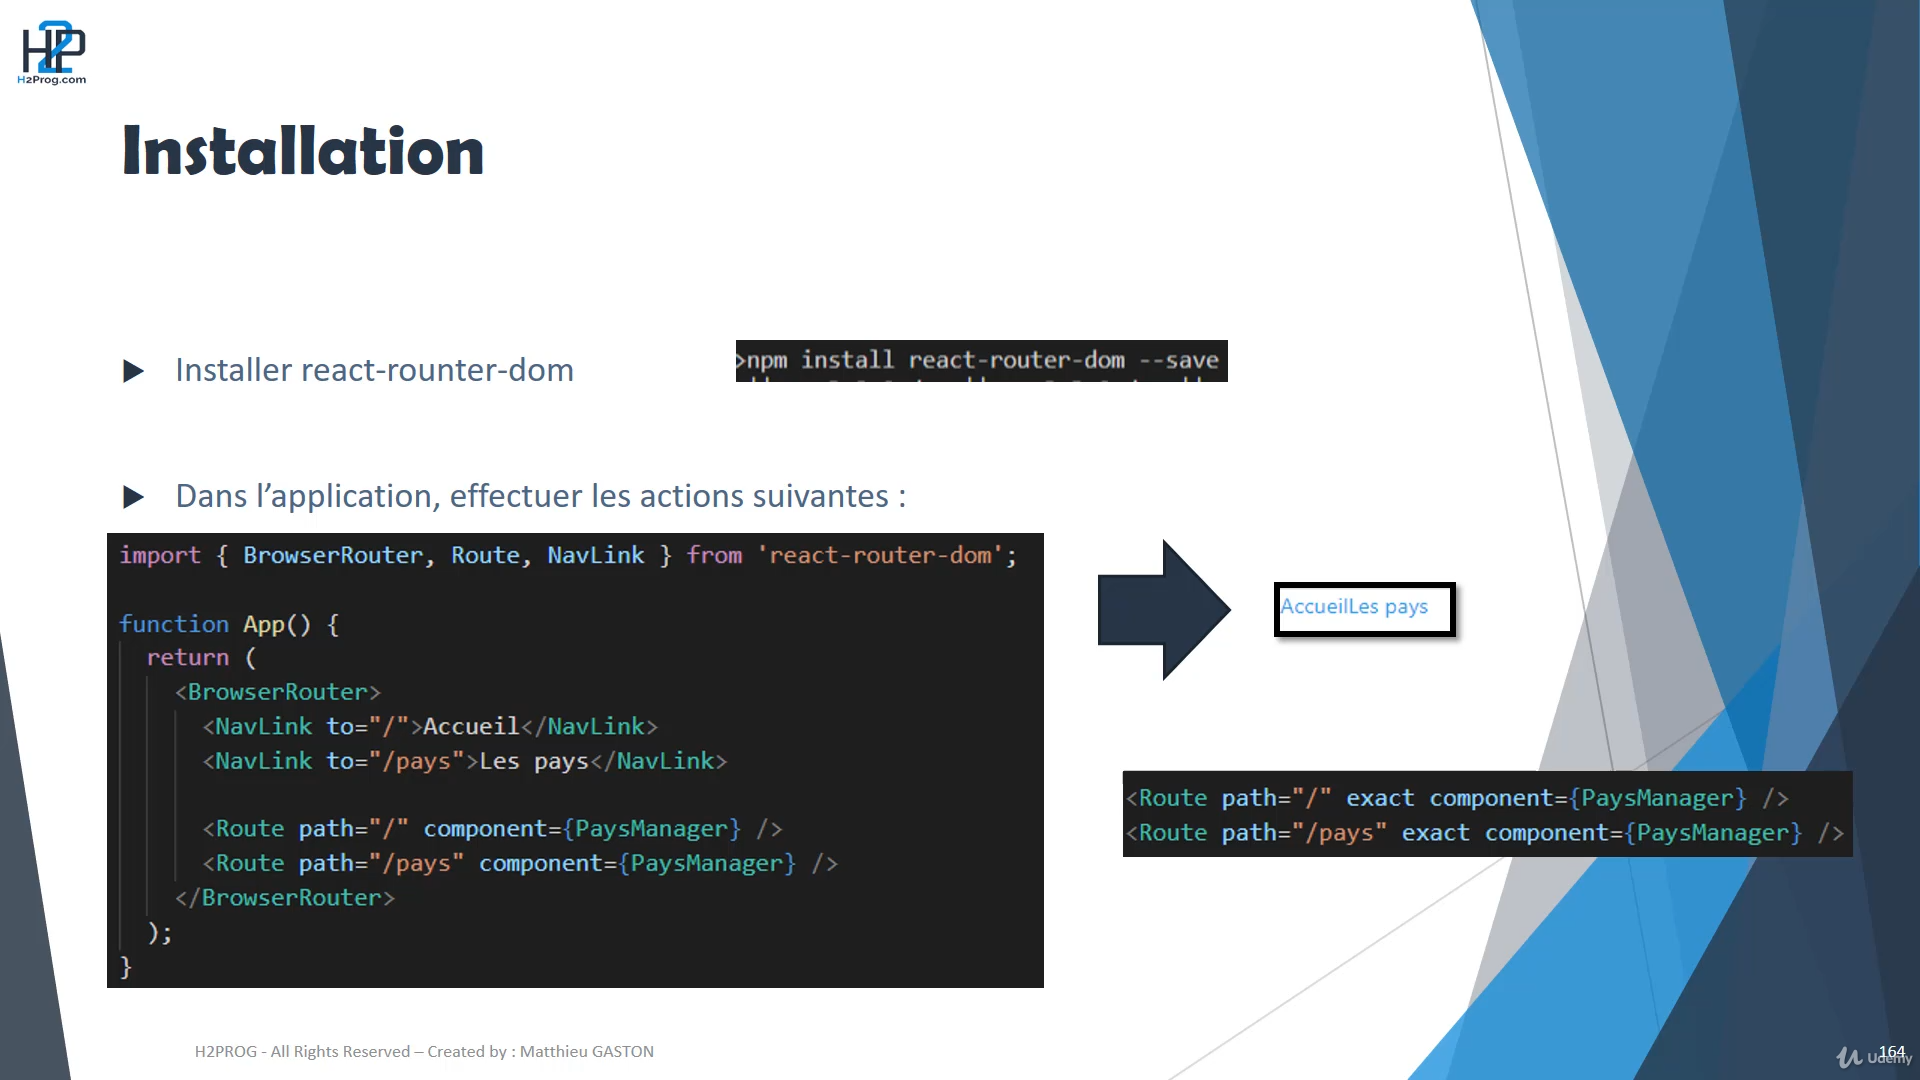 H2P
H2Prog.com
Installation
Installer react-rounter-dom
>npm install react-router-dom --save
Dans l’application, effectuer les actions suivantes :
import { BrowserRouter, Route, NavLink } from 'react-router-dom';
function App() {
return (
<BrowserRouter>
<NavLink to="/">Accueil</NavLink>
<NavLink to="/pays">Les pays</NavLink>
<Route path="/" component={PaysManager} />
<Route path="/pays" component={PaysManager} />
</BrowserRouter>
);
}
AccueilLes pays
<Route path="/" exact component={PaysManager} />
<Route path="/pays" exact component={PaysManager} />
H2PROG - All Rights Reserved – Created by : Matthieu GASTON
164
Udemy